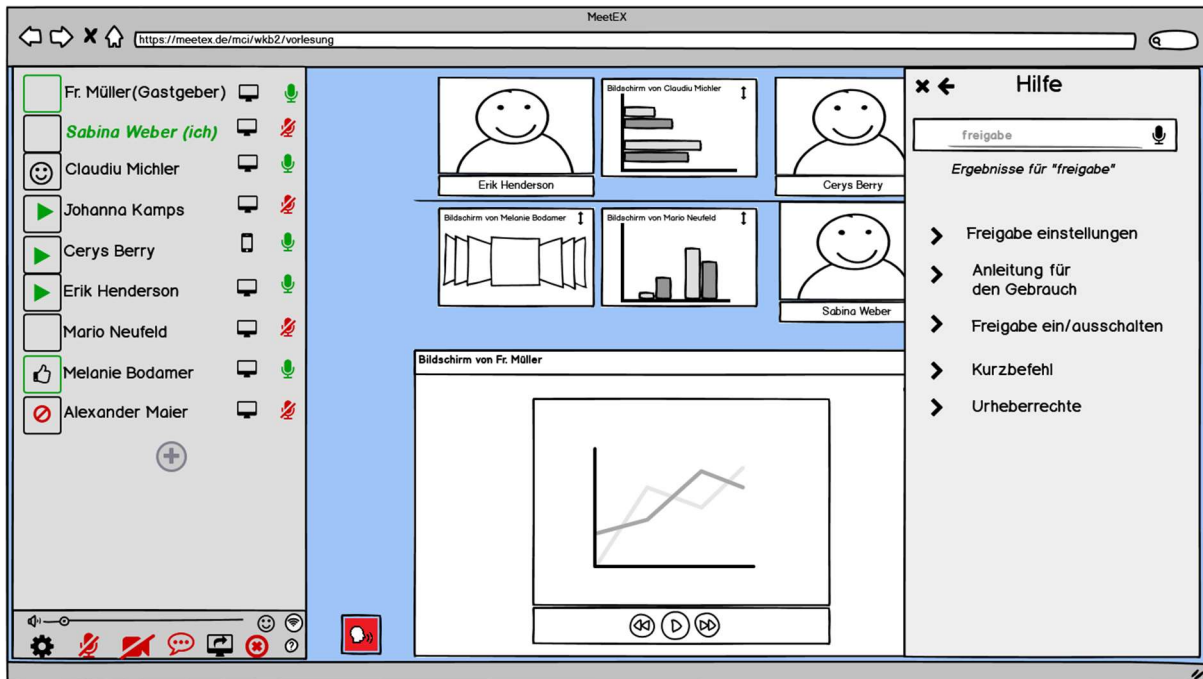 MeetEX
https://meetex.de/mci/wkb2/vorlesung
Fr. Müller(Gastgeber)
Sabina Weber (ich)
Claudiu Michler
Johanna Kamps
Cerys Berry
Erik Henderson
Mario Neufeld
Melanie Bodamer
Alexander Maier
Erik Henderson
Bildschirm von Claudiu Michler
Cerys Berry
Bildschirm von Melanie Bodamer
Bildschirm von Mario Neufeld
Sabina Weber
Bildschirm von Fr. Müller
Hilfe
freigabe
Ergebnisse für "freigabe"
Freigabe einstellungen
Anleitung für
den Gebrauch
Freigabe ein/ausschalten
Kurzbefehl
Urheberrechte